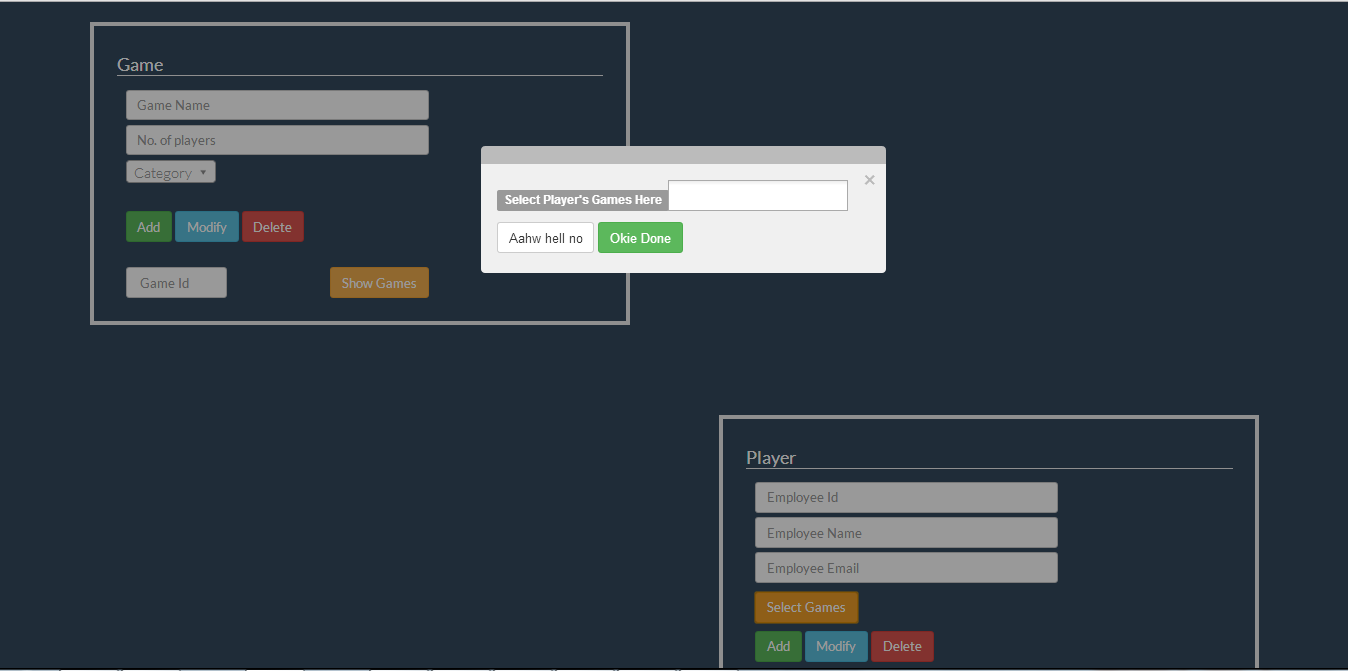 Game
Game Name
No. of players
Category ▼
Add Modify Delete
Game Id Show Games
×
Select Player's Games Here
Aahw hell no Okie Done
Player
Employee Id
Employee Name
Employee Email
Select Games
Add Modify Delete